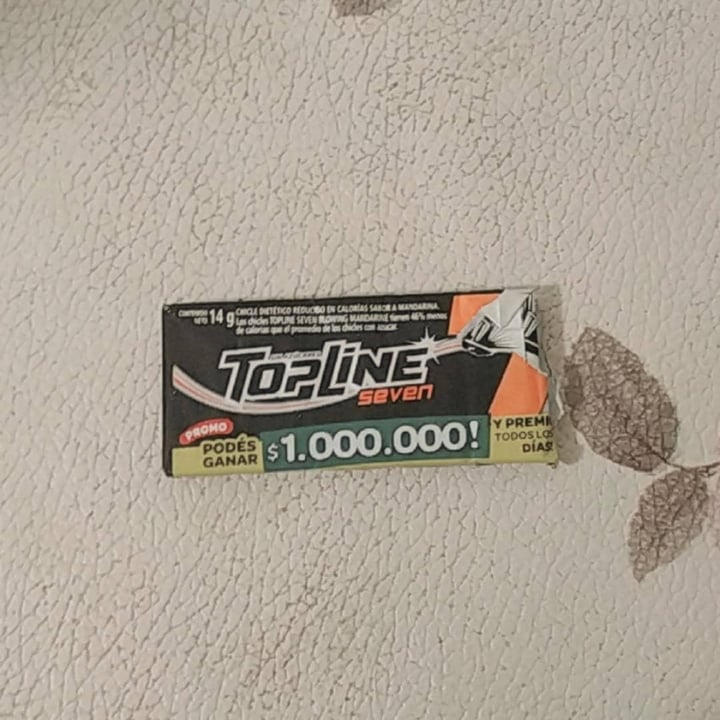 CONTENIDO
NETO 14 g
CHICLE DIETÉTICO REDUCIDO EN CALORÍAS SABOR A MANDARINA.
Los chicles TOPLINE SEVEN BLOWING MANDARINE tienen 46% menos
de calorías que el promedio de los chicles con azúcar.
TOPLINE
seven
PROMO
PODÉS
GANAR
$1.000.000!
Y PREMI
TODOS LOS
DÍAS